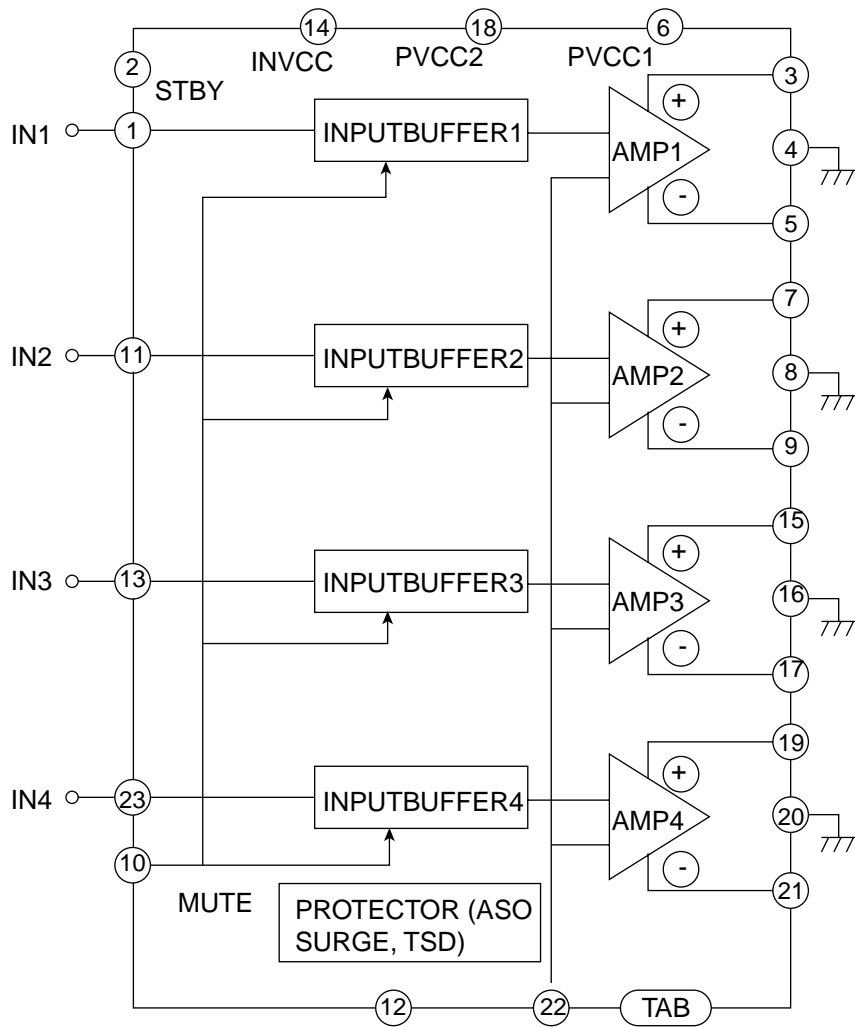 14 18 6
2 INVCC PVCC2 PVCC1
STBY 3
+
IN1 1 INPUTBUFFER1 AMP1 4
-
5
7
+
IN2 11 INPUTBUFFER2 AMP2 8
-
9
15
+
IN3 13 INPUTBUFFER3 AMP3 16
-
17
19
+
IN4 23 INPUTBUFFER4 AMP4 20
10 -
21
MUTE PROTECTOR (ASO
SURGE, TSD)
12 22 TAB